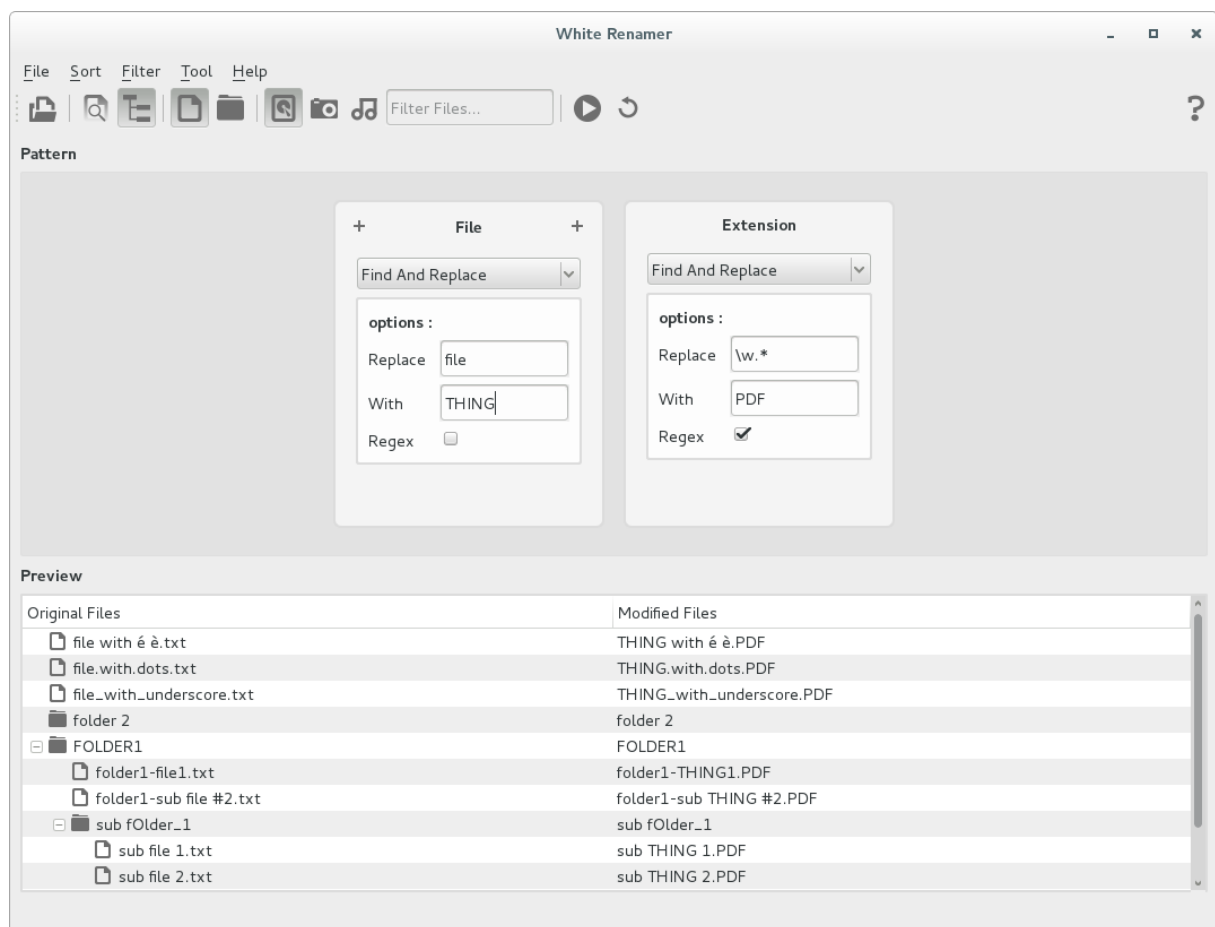 White Renamer
File Sort Filter Tool Help
Filter Files...
?
Pattern
+ File +
Find And Replace
options :
Replace file
With THING
Regex
Extension
Find And Replace
options :
Replace \w.*
With PDF
Regex
Preview
Original Files Modified Files
file with é è.txt THING with é è.PDF
file.with.dots.txt THING.with.dots.PDF
file_with_underscore.txt THING_with_underscore.PDF
folder 2 folder 2
FOLDER1 FOLDER1
folder1-file1.txt folder1-THING1.PDF
folder1-sub file #2.txt folder1-sub THING #2.PDF
sub fOlder_1 sub fOlder_1
sub file 1.txt sub THING 1.PDF
sub file 2.txt sub THING 2.PDF